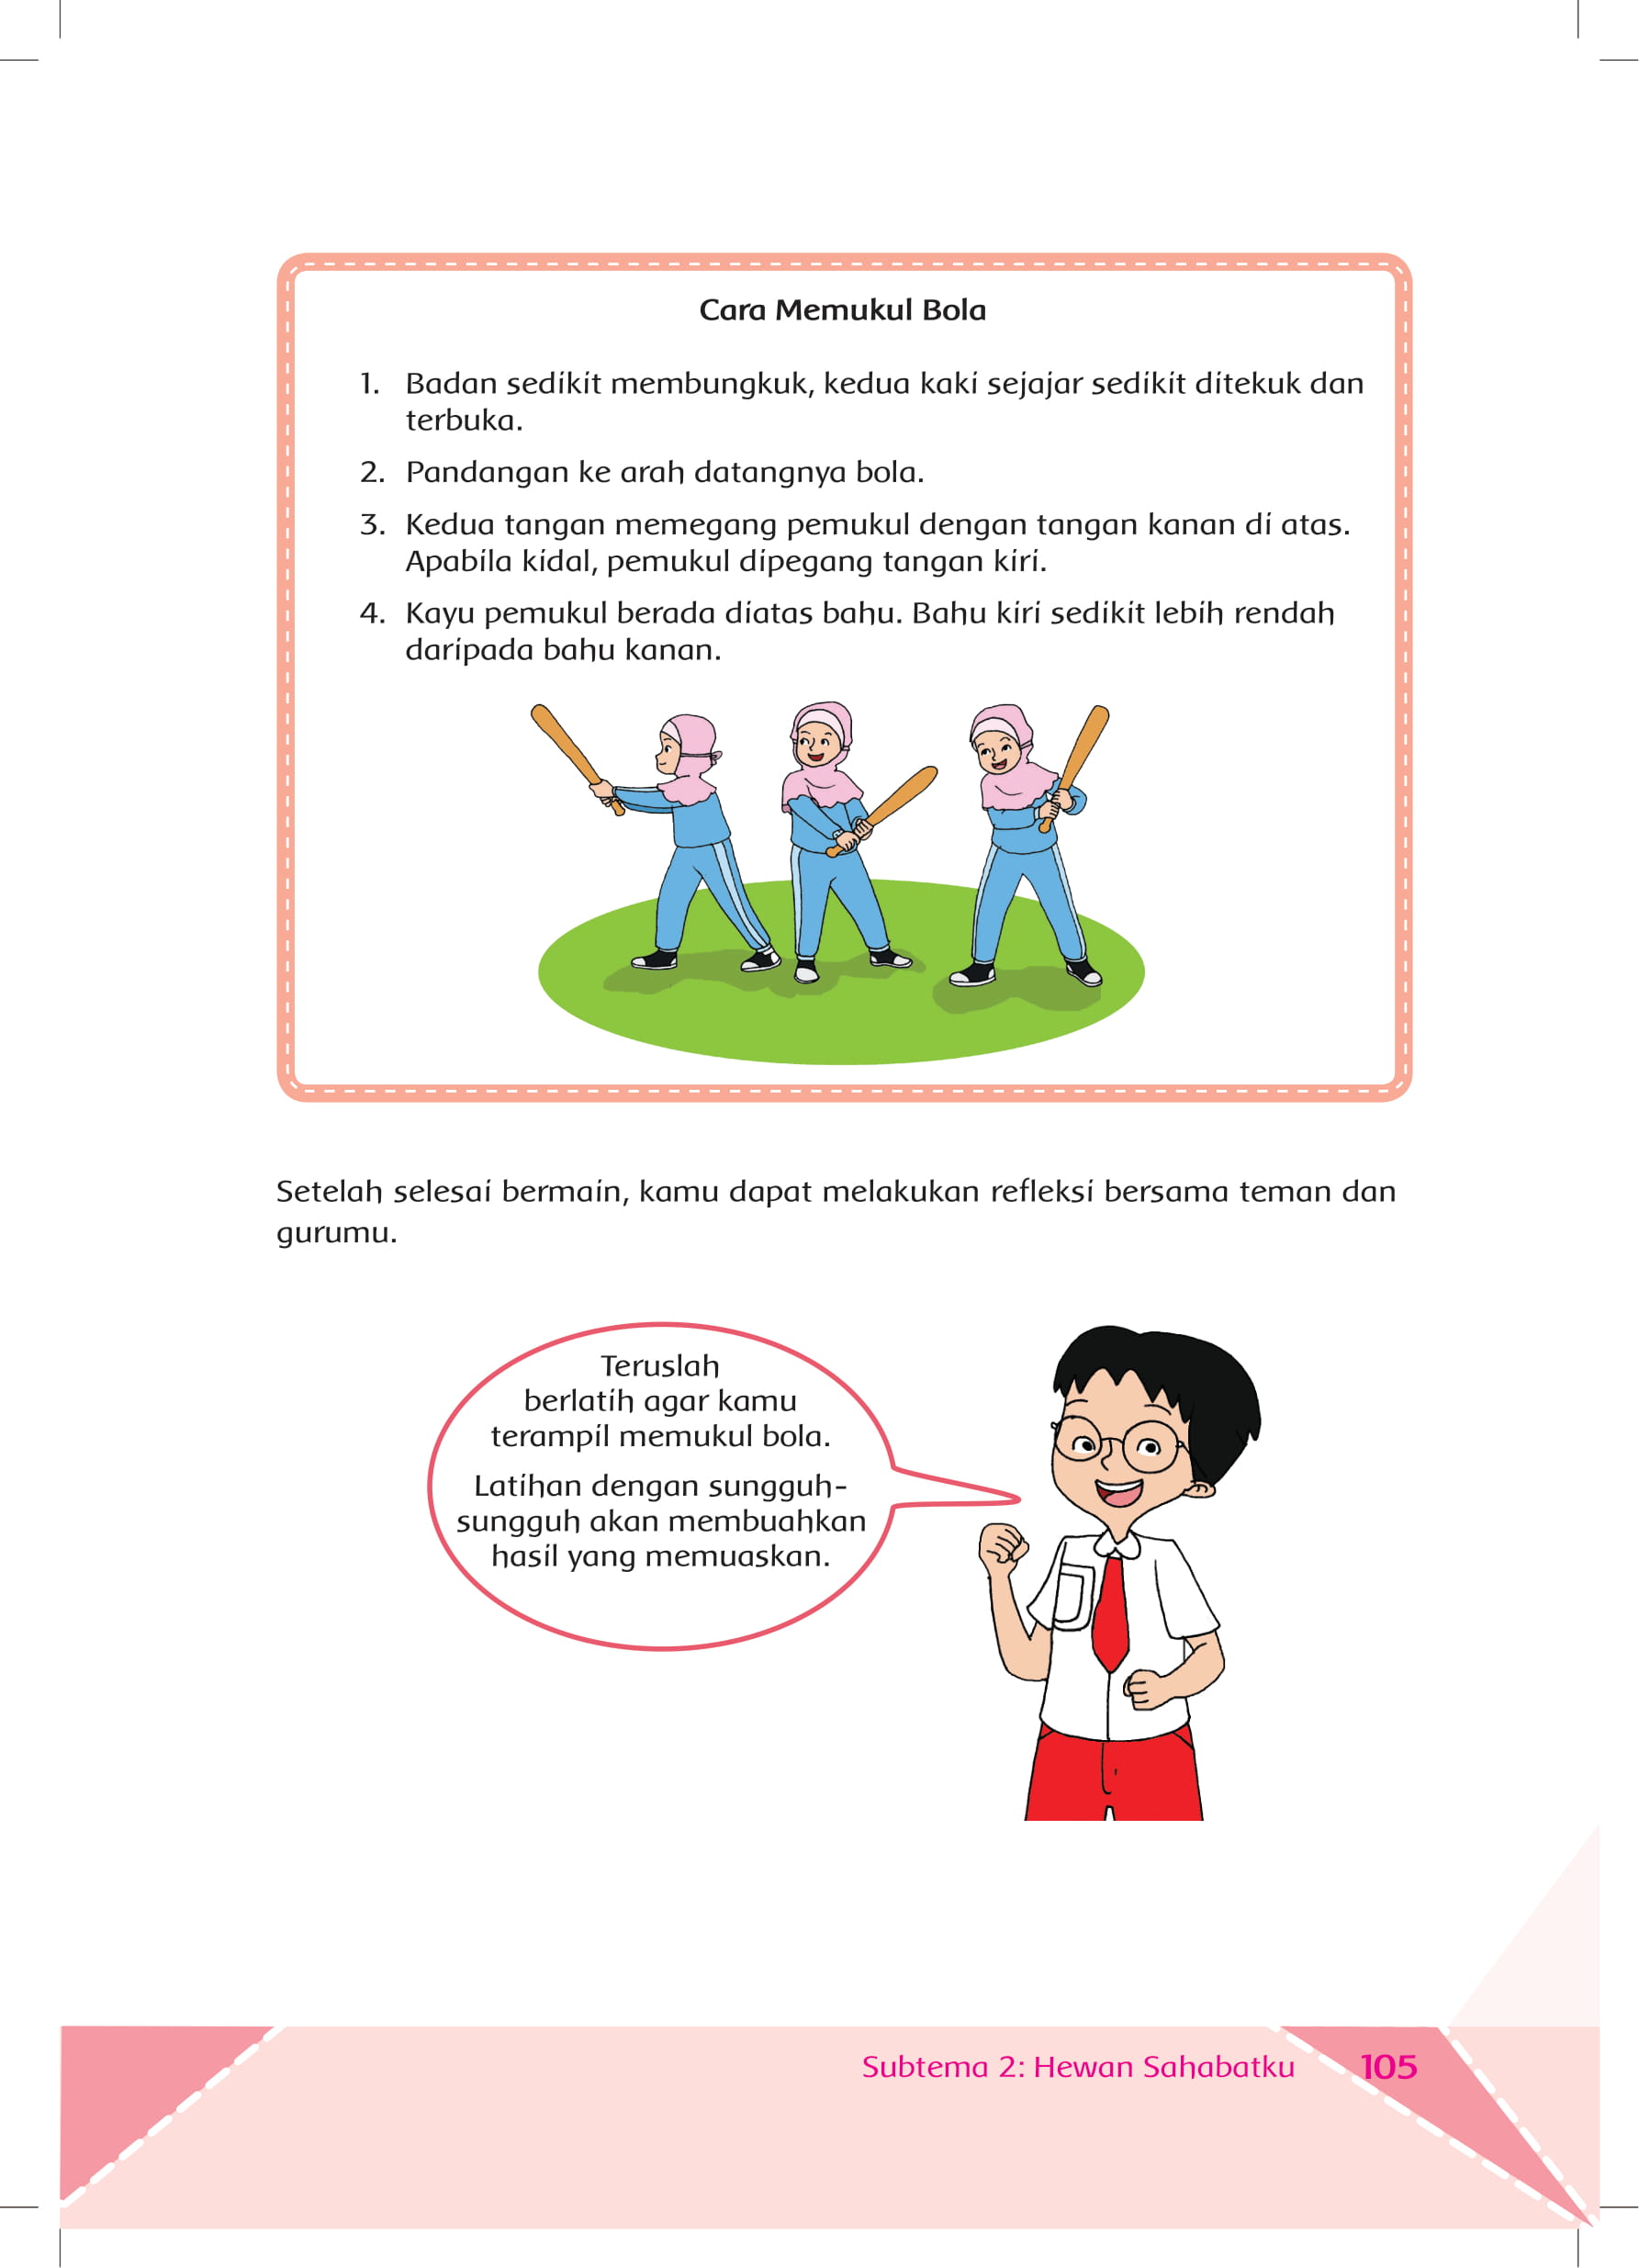 Cara Memukul Bola
1. Badan sedikit membungkuk, kedua kaki sejajar sedikit ditekuk dan
terbuka.
2. Pandangan ke arah datangnya bola.
3. Kedua tangan memegang pemukul dengan tangan kanan di atas.
Apabila kidal, pemukul dipegang tangan kiri.
4. Kayu pemukul berada diatas bahu. Bahu kiri sedikit lebih rendah
daripada bahu kanan.
Setelah selesai bermain, kamu dapat melakukan refleksi bersama teman dan
gurumu.
Teruslah
berlatih agar kamu
terampil memukul bola.
Latihan dengan sungguh-
sungguh akan membuahkan
hasil yang memuaskan.
Subtema 2: Hewan Sahabatku 105